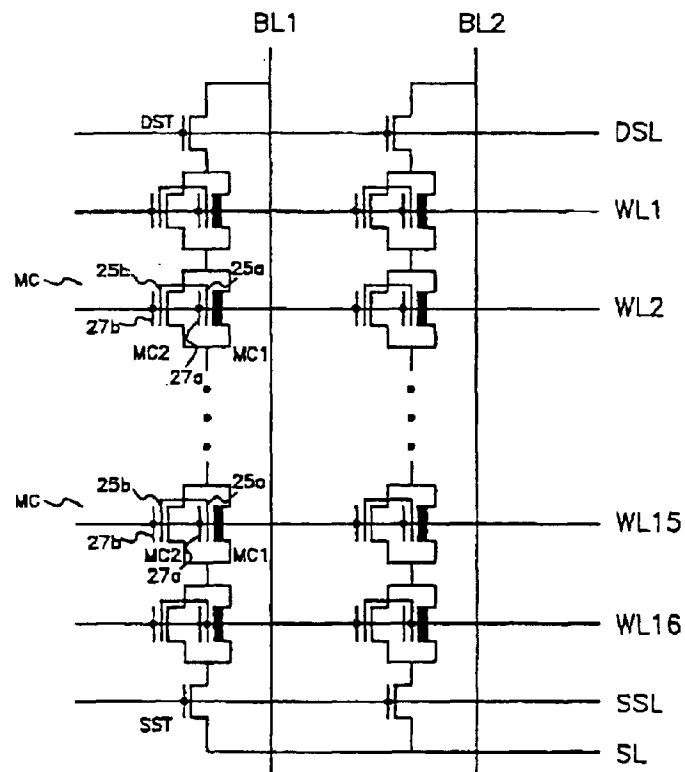 BL1 BL2
DST DSL
WL1
MC 25b 25a WL2
27b MC2 27a MC1
MC 25b 25a WL15
27b MC2 27a MC1
WL16
SST SSL
SL